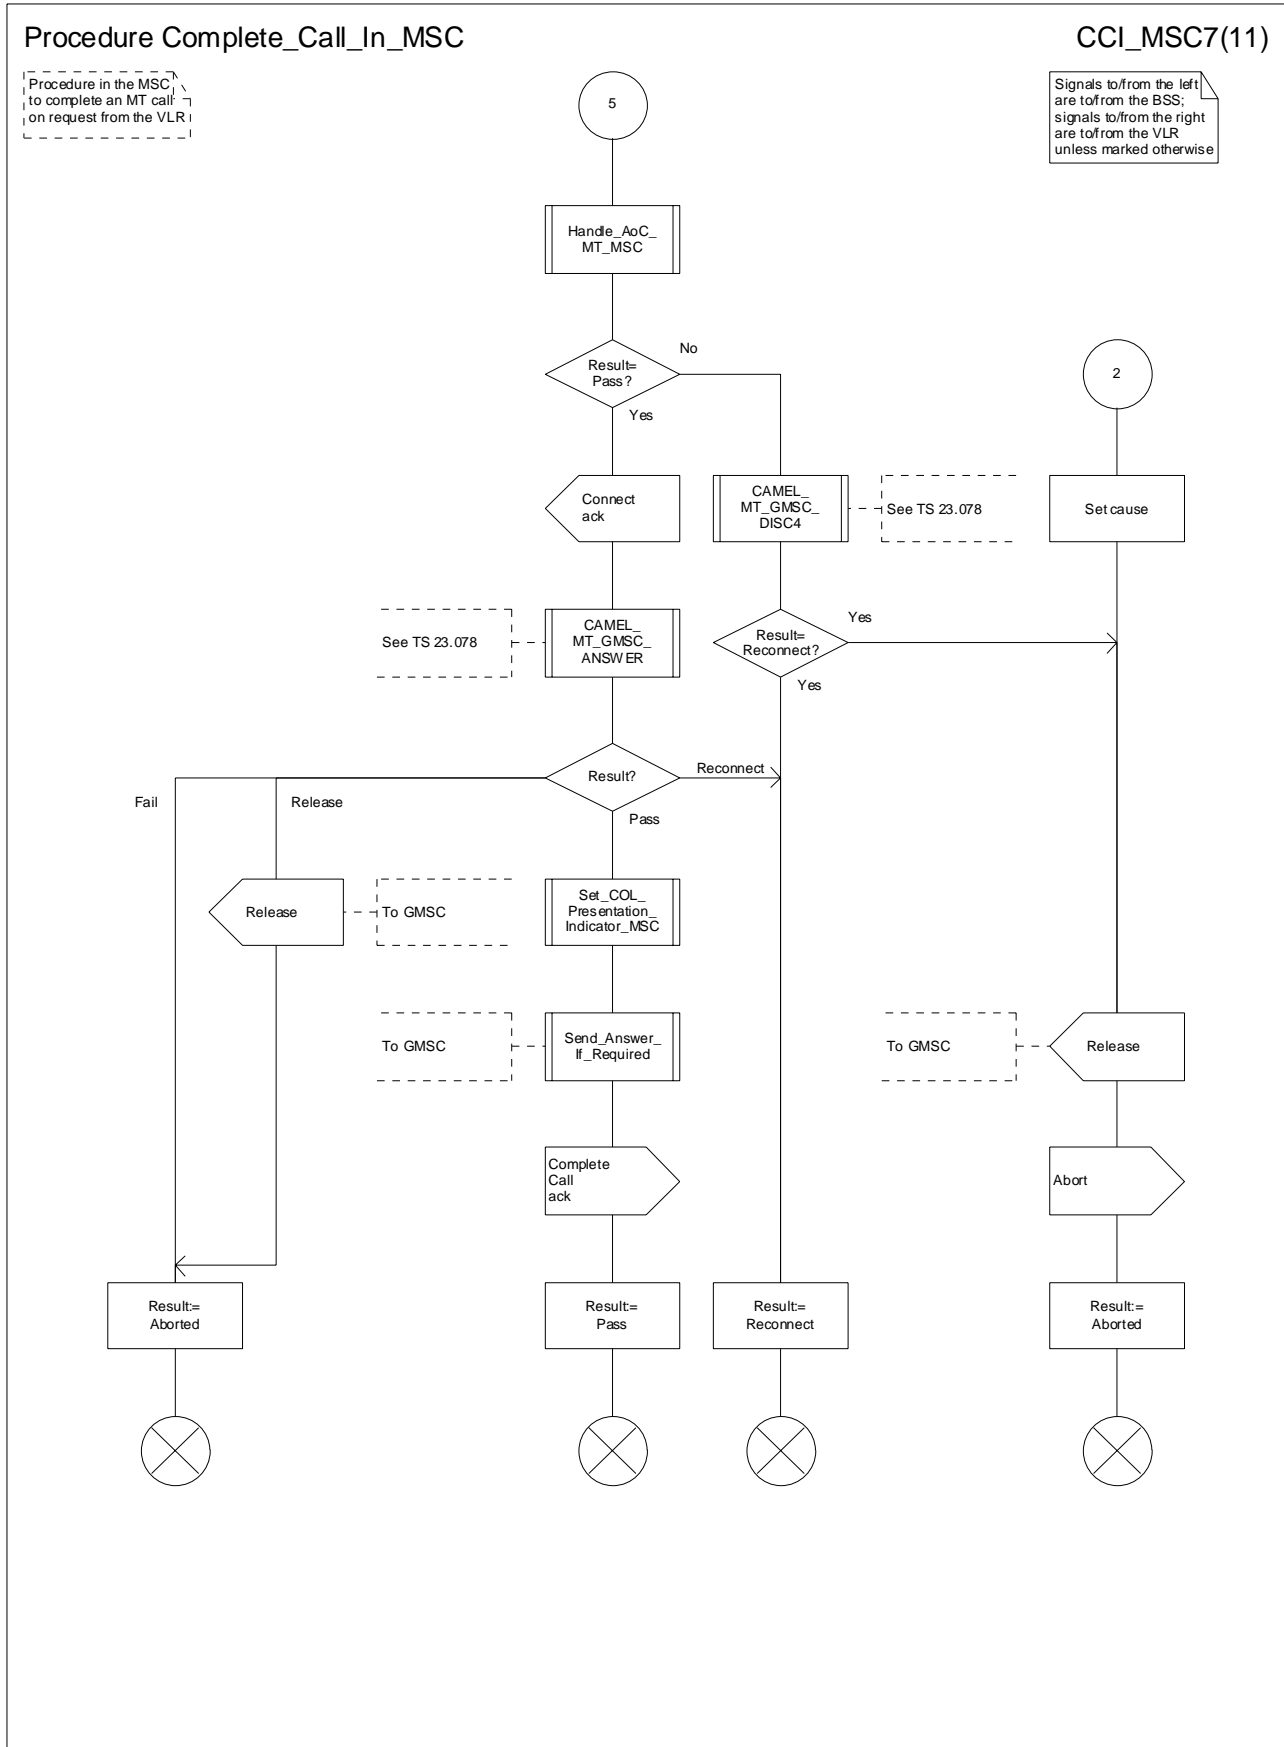 Procedure Complete_Call_In_MSC
CCI_MSC7(11)
Procedure in the MSC
to complete an MT call
on request from the VLR
Signals to/from the left
are to/from the BSS;
signals to/from the right
are to/from the VLR
unless marked otherwise
5
Handle_AoC_
MT_MSC
Result=
Pass?
No
Yes
2
Connect
ack
CAMEL_
MT_GMSC_
DISC4
See TS 23.078
Set cause
See TS 23.078
CAMEL_
MT_GMSC_
ANSWER
Result=
Reconnect?
Yes
Yes
Result?
Reconnect
Fail
Release
Pass
Release
To GMSC
Set_COL_
Presentation_
Indicator_MSC
To GMSC
Send_Answer_
If_Required
To GMSC
Release
Complete
Call
ack
Abort
Result:=
Aborted
Result:=
Pass
Result:=
Reconnect
Result:=
Aborted